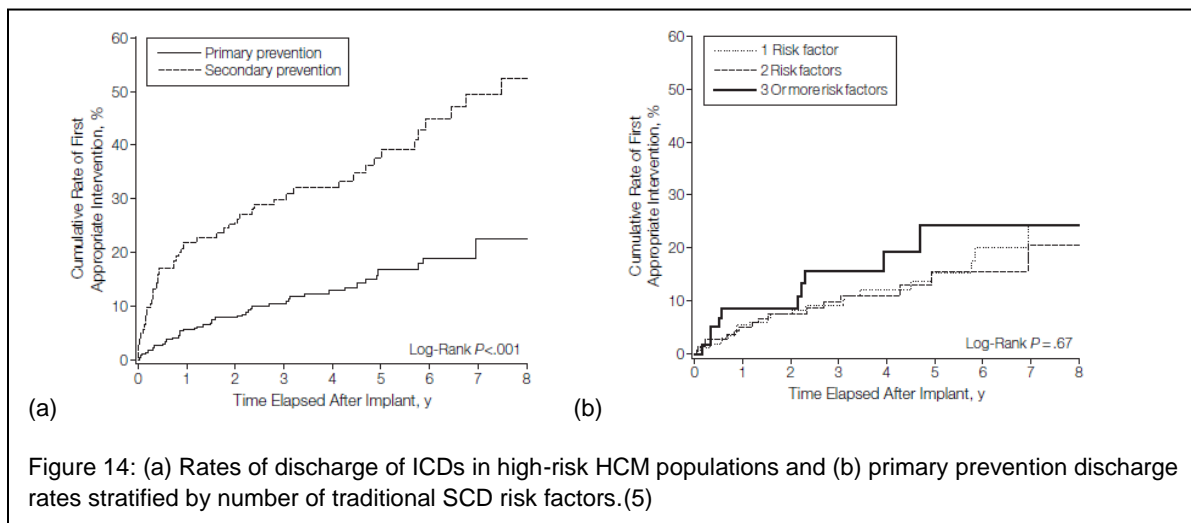 60
50
40
30
20
10
0
Cumulative Rate of First
Appropriate Intervention, %
Primary prevention
Secondary prevention
Log-Rank P<.001
0 1 2 3 4 5 6 7 8
Time Elapsed After Implant, y
(a)
60
50
40
30
20
10
0
Cumulative Rate of First
Appropriate Intervention, %
1 Risk factor
2 Risk factors
3 Or more risk factors
Log-Rank P=.67
0 1 2 3 4 5 6 7 8
Time Elapsed After Implant, y
(b)
Figure 14: (a) Rates of discharge of ICDs in high-risk HCM populations and (b) primary prevention discharge
rates stratified by number of traditional SCD risk factors.(5)